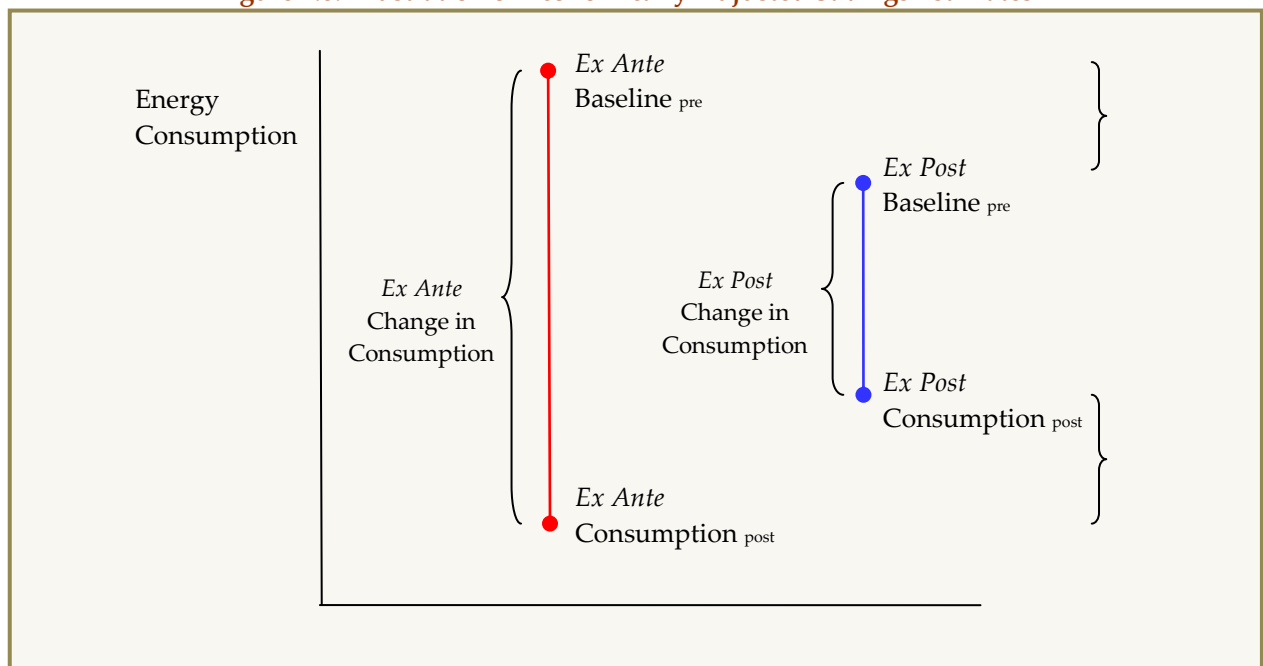 Energy
Consumption
Ex Ante
Baseline pre
Ex Post
Baseline pre
Ex Ante
Change in
Consumption
Ex Post
Change in
Consumption
Ex Post
Consumption post
Ex Ante
Consumption post